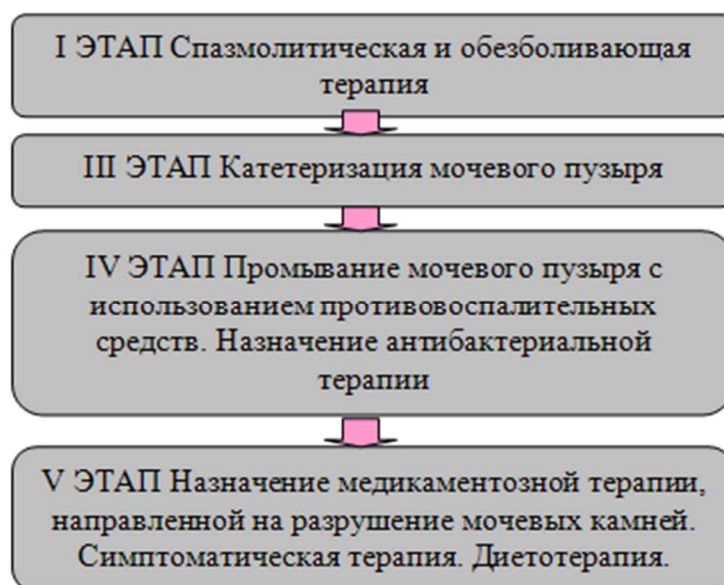 I ЭТАП Спазмолитическая и обезболивающая
терапия
III ЭТАП Катетеризация мочевого пузыря
IV ЭТАП Промывание мочевого пузыря с
использованием противовоспалительных
средств. Назначение антибактериальной
терапии
V ЭТАП Назначение медикаментозной терапии,
направленной на разрушение мочевых камней.
Симптоматическая терапия. Диетотерапия.